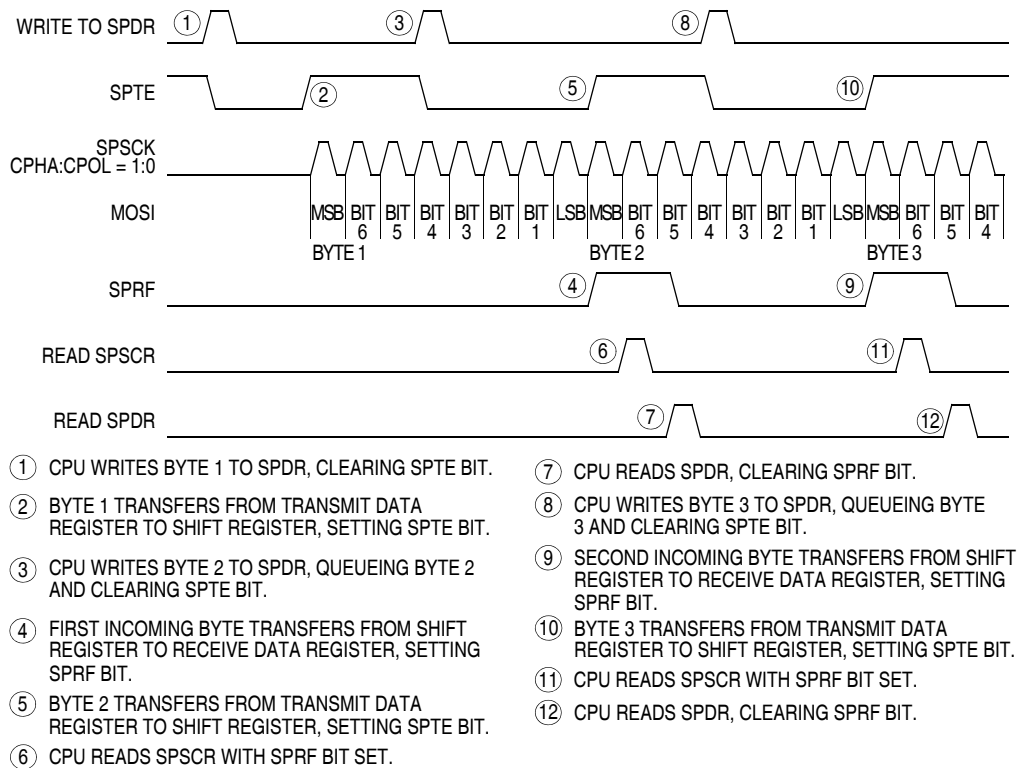 WRITE TO SPDR
1
3
8
SPTE
2
5
10
SPSCK
CPHA:CPOL = 1:0
MOSI
MSB BIT BIT BIT BIT BIT BIT LSB MSB BIT BIT BIT BIT BIT BIT LSB MSB BIT BIT BIT
6 5 4 3 2 1 6 5 4 3 2 1 6 5 4
BYTE 1 BYTE 2 BYTE 3
SPRF
4
9
READ SPSCR
6
11
READ SPDR
7
12
1 CPU WRITES BYTE 1 TO SPDR, CLEARING SPTE BIT.
2 BYTE 1 TRANSFERS FROM TRANSMIT DATA
REGISTER TO SHIFT REGISTER, SETTING SPTE BIT.
3 CPU WRITES BYTE 2 TO SPDR, QUEUEING BYTE 2
AND CLEARING SPTE BIT.
4 FIRST INCOMING BYTE TRANSFERS FROM SHIFT
REGISTER TO RECEIVE DATA REGISTER, SETTING
SPRF BIT.
5 BYTE 2 TRANSFERS FROM TRANSMIT DATA
REGISTER TO SHIFT REGISTER, SETTING SPTE BIT.
6 CPU READS SPSCR WITH SPRF BIT SET.
7 CPU READS SPDR, CLEARING SPRF BIT.
8 CPU WRITES BYTE 3 TO SPDR, QUEUEING BYTE
3 AND CLEARING SPTE BIT.
9 SECOND INCOMING BYTE TRANSFERS FROM SHIFT
REGISTER TO RECEIVE DATA REGISTER, SETTING
SPRF BIT.
10 BYTE 3 TRANSFERS FROM TRANSMIT DATA
REGISTER TO SHIFT REGISTER, SETTING SPTE BIT.
11 CPU READS SPSCR WITH SPRF BIT SET.
12 CPU READS SPDR, CLEARING SPRF BIT.